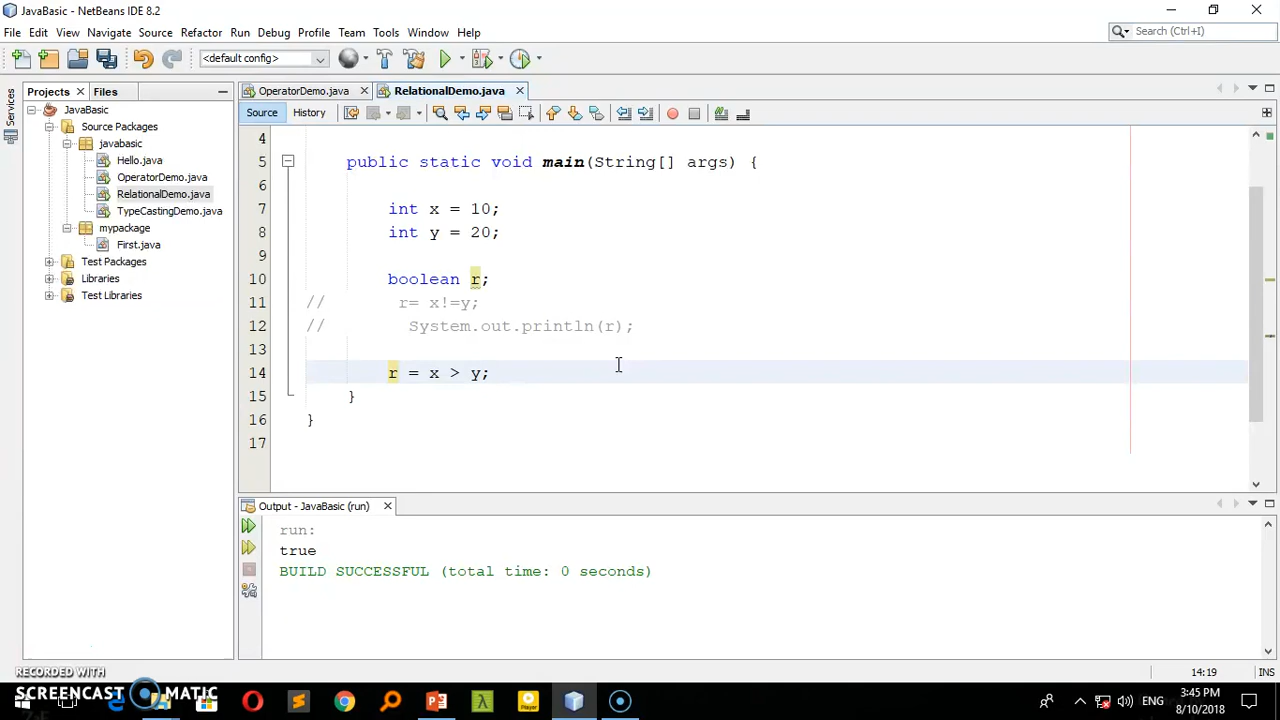 JavaBasic - NetBeans IDE 8.2
File Edit View Navigate Source Refactor Run Debug Profile Team Tools Window Help
Search (Ctrl+I)
<default config>
Services
Projects Files
OperatorDemo.java RelationalDemo.java
Source History
JavaBasic
Source Packages
javabasic
Hello.java
OperatorDemo.java
RelationalDemo.java
TypeCastingDemo.java
mypackage
First.java
Test Packages
Libraries
Test Libraries
4
5 public static void main(String[] args) {
6
7 int x = 10;
8 int y = 20;
9
10 boolean r;
11 // r= x!=y;
12 // System.out.println(r);
13
14 r = x > y;
15 }
16 }
17
Output - JavaBasic (run)
run:
true
BUILD SUCCESSFUL (total time: 0 seconds)
14:19 INS
RECORDED WITH
SCREENCAST MATIC
Player
ENG
3:45 PM
8/10/2018